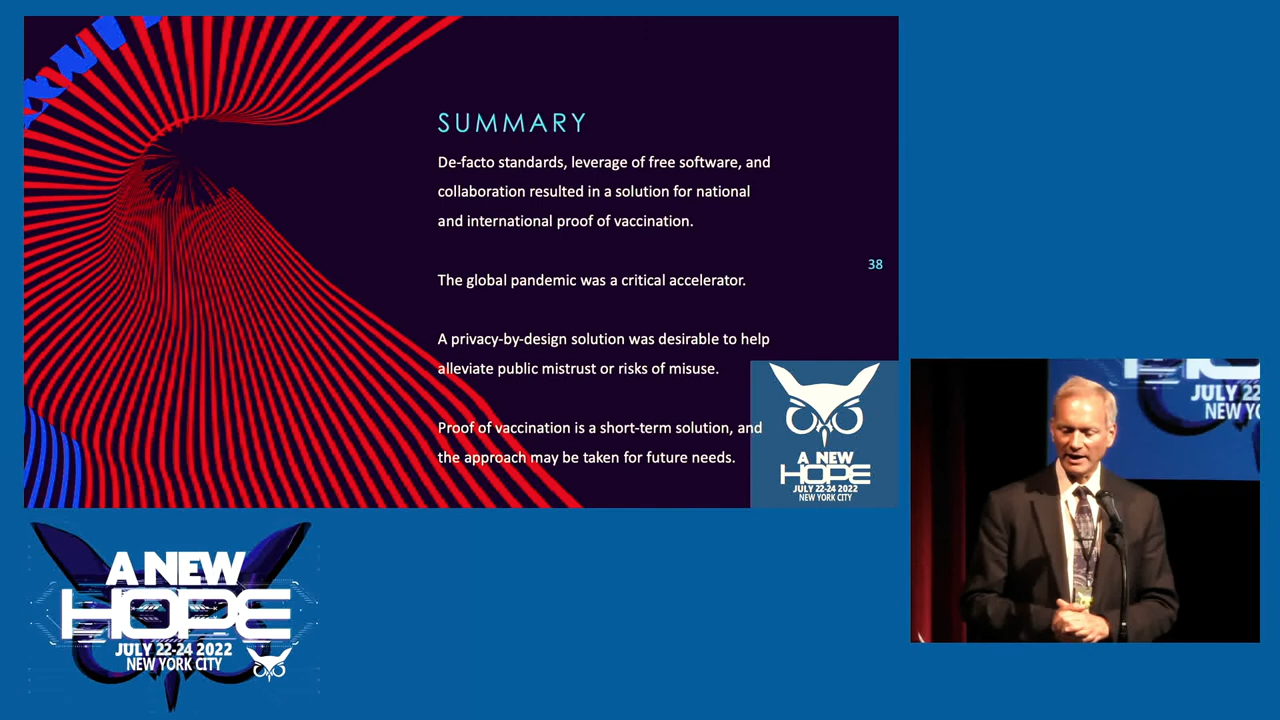 SUMMARY
De-facto standards, leverage of free software, and
collaboration resulted in a solution for national
and international proof of vaccination.
The global pandemic was a critical accelerator.
A privacy-by-design solution was desirable to help
alleviate public mistrust or risks of misuse.
Proof of vaccination is a short-term solution, and
the approach may be taken for future needs.
38
A NEW
HOPE
JULY 22-24 2022
NEW YORK CITY
A NEW
HOPE
JULY 22-24 2022
NEW YORK CITY
JULY 22
NEW YO